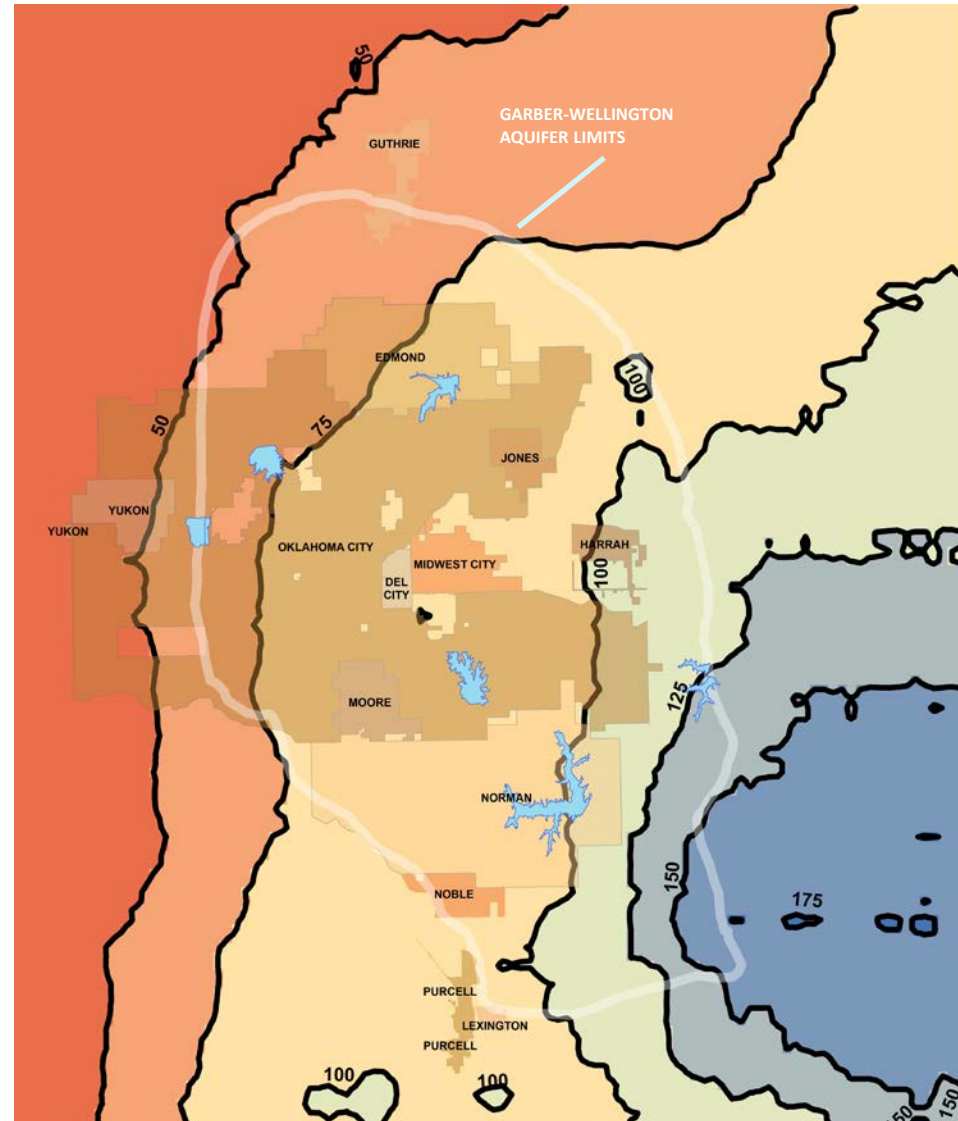 50
GARBER-WELLINGTON
AQUIFER LIMITS
GUTHRIE
EDMOND
100
50
75
JONES
YUKON
YUKON
OKLAHOMA CITY
HARRAH
MIDWEST CITY
100
DEL
CITY
125
MOORE
NORMAN
150
NOBLE
175
PURCELL
LEXINGTON
PURCELL
100
100
150
150